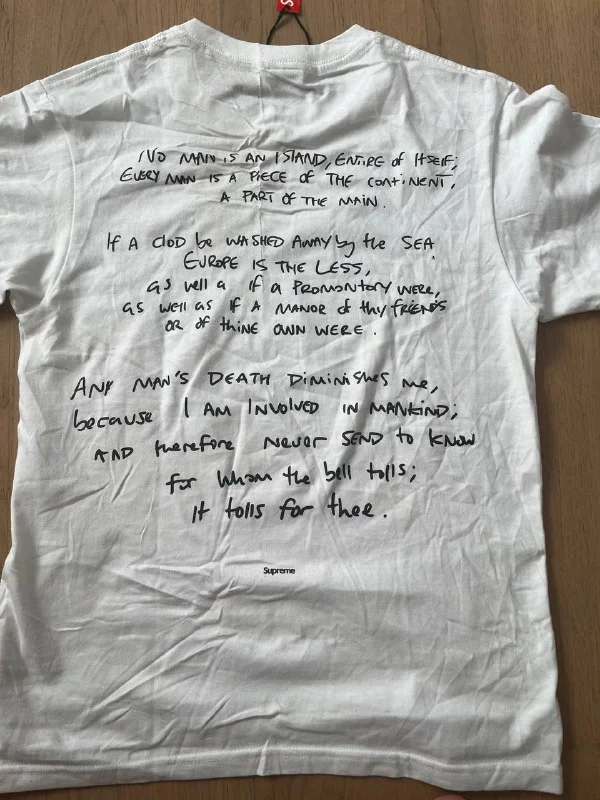 S
NO MAN IS AN ISLAND, ENTIRE of ITSELF;
EVERY MAN IS A PIECE OF THE CONTINENT,
A PART OF THE MAIN.
If A CLOD be WASHED AWAY by the SEA
EUROPE IS THE LESS,
as well a if a PROMONTORY WERE,
as well as If A MANOR of thy FRIENDS
OR of thine OWN WERE.
ANY MAN'S DEATH DIMINISHES me,
because I AM INVOLVED IN MANKIND;
AND therefore never SEND to KNOW
for whom the bell tolls;
It tolls for thee.
Supreme